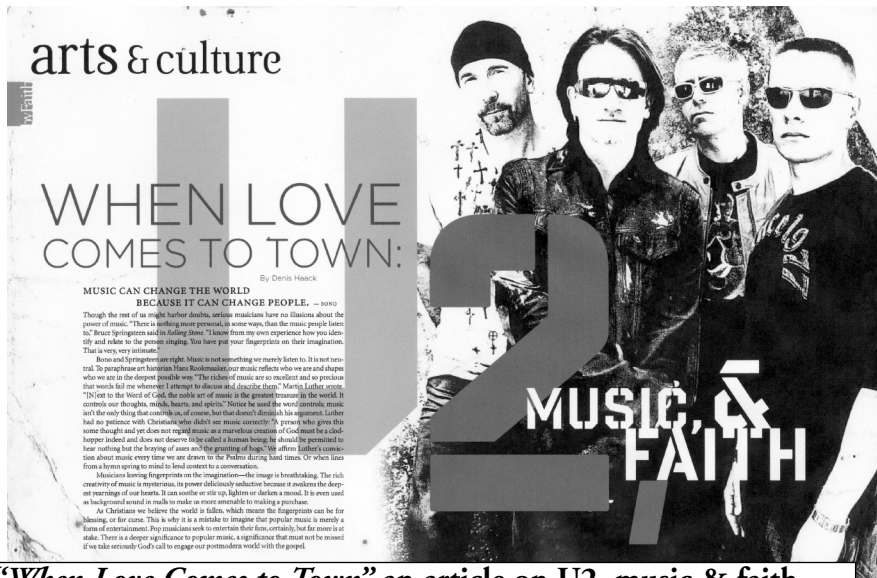 arts & culture
byFaith
U2
WHEN LOVE
COMES TO TOWN:
By Denis Haack
MUSIC CAN CHANGE THE WORLD
BECAUSE IT CAN CHANGE PEOPLE. — BONO
Though the rest of us might harbor doubts, serious musicians have no illusions about the
power of music. "There is nothing more personal, in some ways, than the music people listen
to," Bruce Springsteen said in Rolling Stone. "I know from my own experience how you iden-
tify and relate to the person singing. You have put your fingerprints on their imagination.
That is very, very intimate."
Bono and Springsteen are right. Music is not something we merely listen to. It is not neu-
tral. To paraphrase art historian Hans Rookmaaker, our music reflects who we are and shapes
who we are in the deepest possible way. "The riches of music are so excellent and so precious
that words fail me whenever I attempt to discuss and describe them," Martin Luther wrote.
"[N]ext to the Word of God, the noble art of music is the greatest treasure in the world. It
controls our thoughts, minds, hearts, and spirits." Notice he used the word controls; music
isn't the only thing that controls us, of course, but that doesn't diminish his argument. Luther
had no patience with Christians who didn't see music correctly: "A person who gives this
some thought and yet does not regard music as a marvelous creation of God must be a clod-
hopper indeed and does not deserve to be called a human being; he should be permitted to
hear nothing but the braying of asses and the grunting of hogs." We affirm Luther's convic-
tion about music every time we are drawn to the Psalms during hard times. Or when lines
from a hymn spring to mind to lend context to a conversation.
Musicians leaving fingerprints on the imagination—the image is breathtaking. The rich
creativity of music is mysterious, its power deliciously seductive because it awakens the deep-
est yearnings of our hearts. It can soothe or stir up, lighten or darken a mood. It is even used
as background sound in malls to make us more amenable to making a purchase.
As Christians we believe the world is fallen, which means the fingerprints can be for
blessing, or for curse. This is why it is a mistake to imagine that popular music is merely a
form of entertainment. Pop musicians seek to entertain their fans, certainly, but far more is at
stake. There is a deeper significance to popular music, a significance that must not be missed
if we take seriously God's call to engage our postmodern world with the gospel.
MUSIC, &
FAITH
"When Love Comes to Town" an article on U2, music & faith